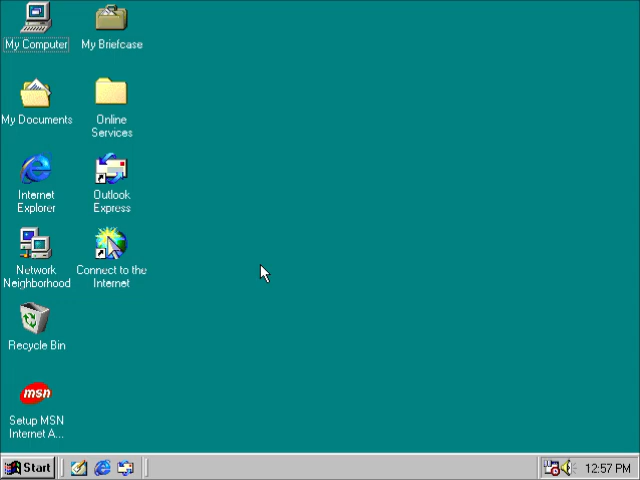 My Computer
My Briefcase
My Documents
Online
Services
Internet
Explorer
Outlook
Express
Network
Neighborhood
Connect to the
Internet
Recycle Bin
msn
Setup MSN
Internet A...
Start
12:57 PM